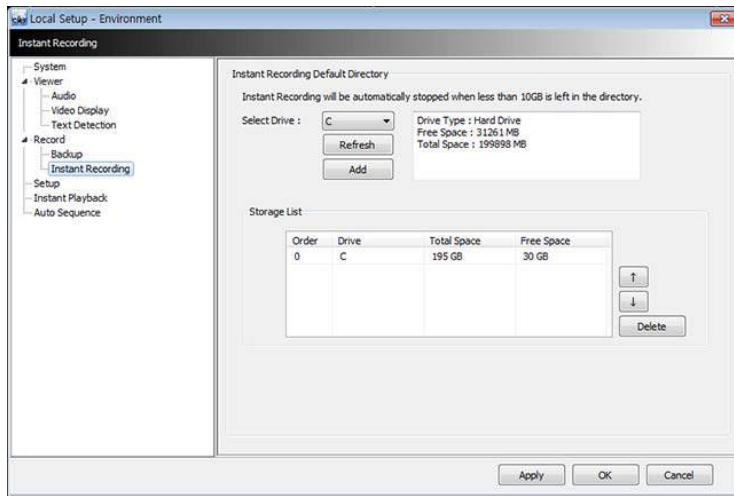 Local Setup - Environment
Instant Recording
System
Viewer
Audio
Video Display
Text Detection
Record
Backup
Instant Recording
Setup
Instant Playback
Auto Sequence
Instant Recording Default Directory
Instant Recording will be automatically stopped when less than 10GB is left in the directory.
Select Drive : C
Refresh
Add
Drive Type : Hard Drive
Free Space : 31261 MB
Total Space : 199898 MB
Storage List
Order Drive Total Space Free Space
0 C 195 GB 30 GB
↑
↓
Delete
Apply OK Cancel